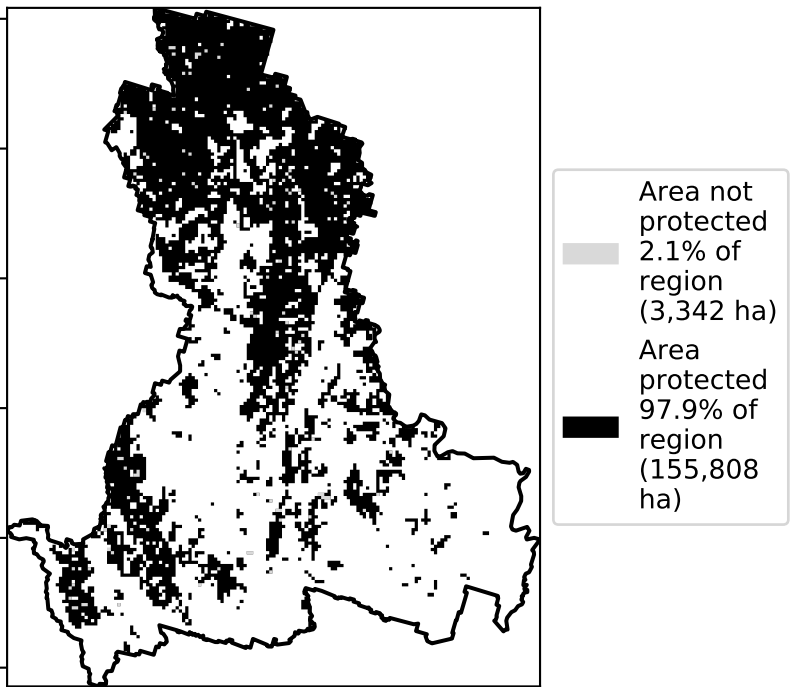 Area not
protected
2.1% of
region
(3,342 ha)
Area
protected
97.9% of
region
(155,808
ha)